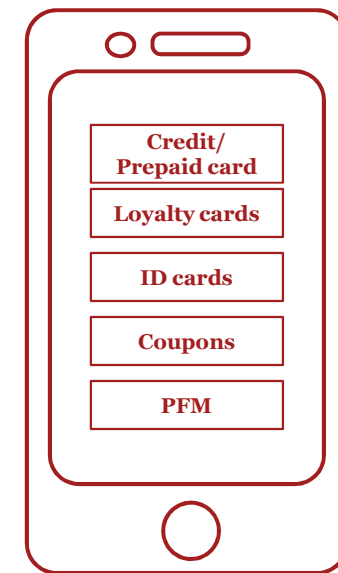 Credit/
Prepaid card
Loyalty cards
ID cards
Coupons
PFM